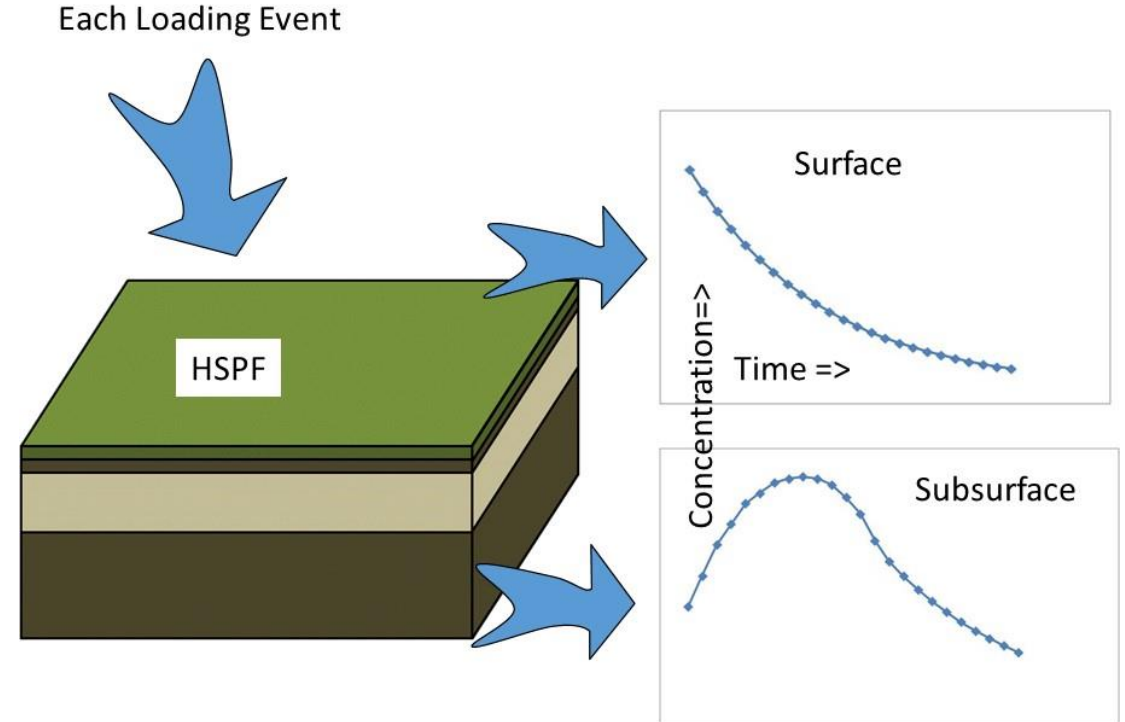 Each Loading Event
HSPF
Surface
Concentration=>
Time =>
Subsurface